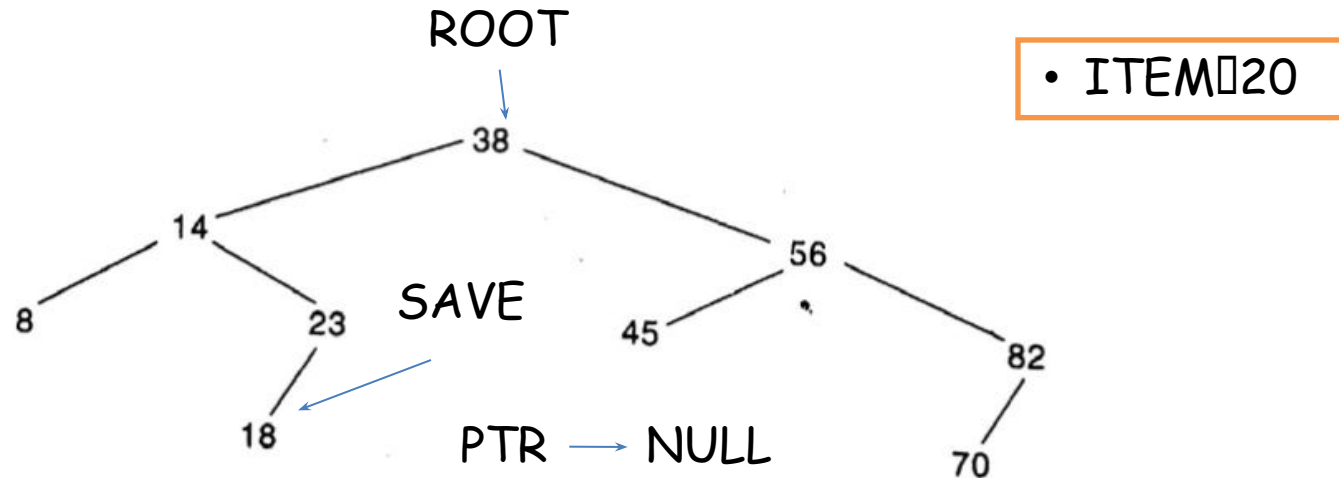 ROOT
• ITEM▯20
38
14
56
8
23
SAVE
45
82
18
PTR → NULL
70